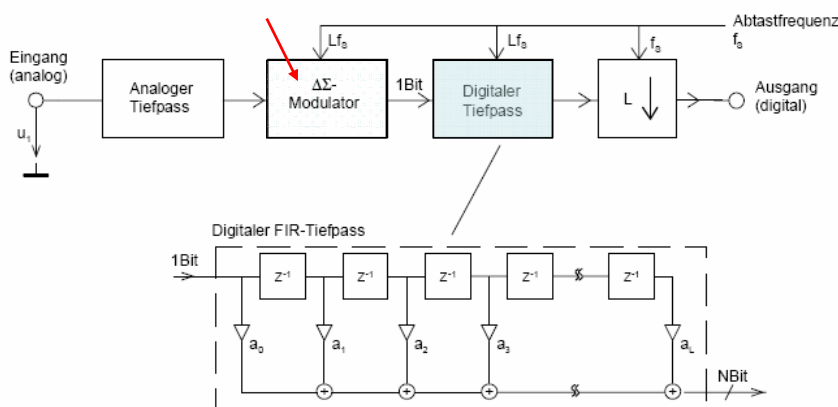 Abtastfrequenz
f_a
Lf_a
Lf_a
f_a
Eingang
(analog)
u_1
Analoger
Tiefpass
ΔΣ-
Modulator
1Bit
Digitaler
Tiefpass
L
Ausgang
(digital)
Digitaler FIR-Tiefpass
1Bit
z⁻¹
z⁻¹
z⁻¹
z⁻¹
z⁻¹
a_0
a_1
a_2
a_3
a_L
NBit